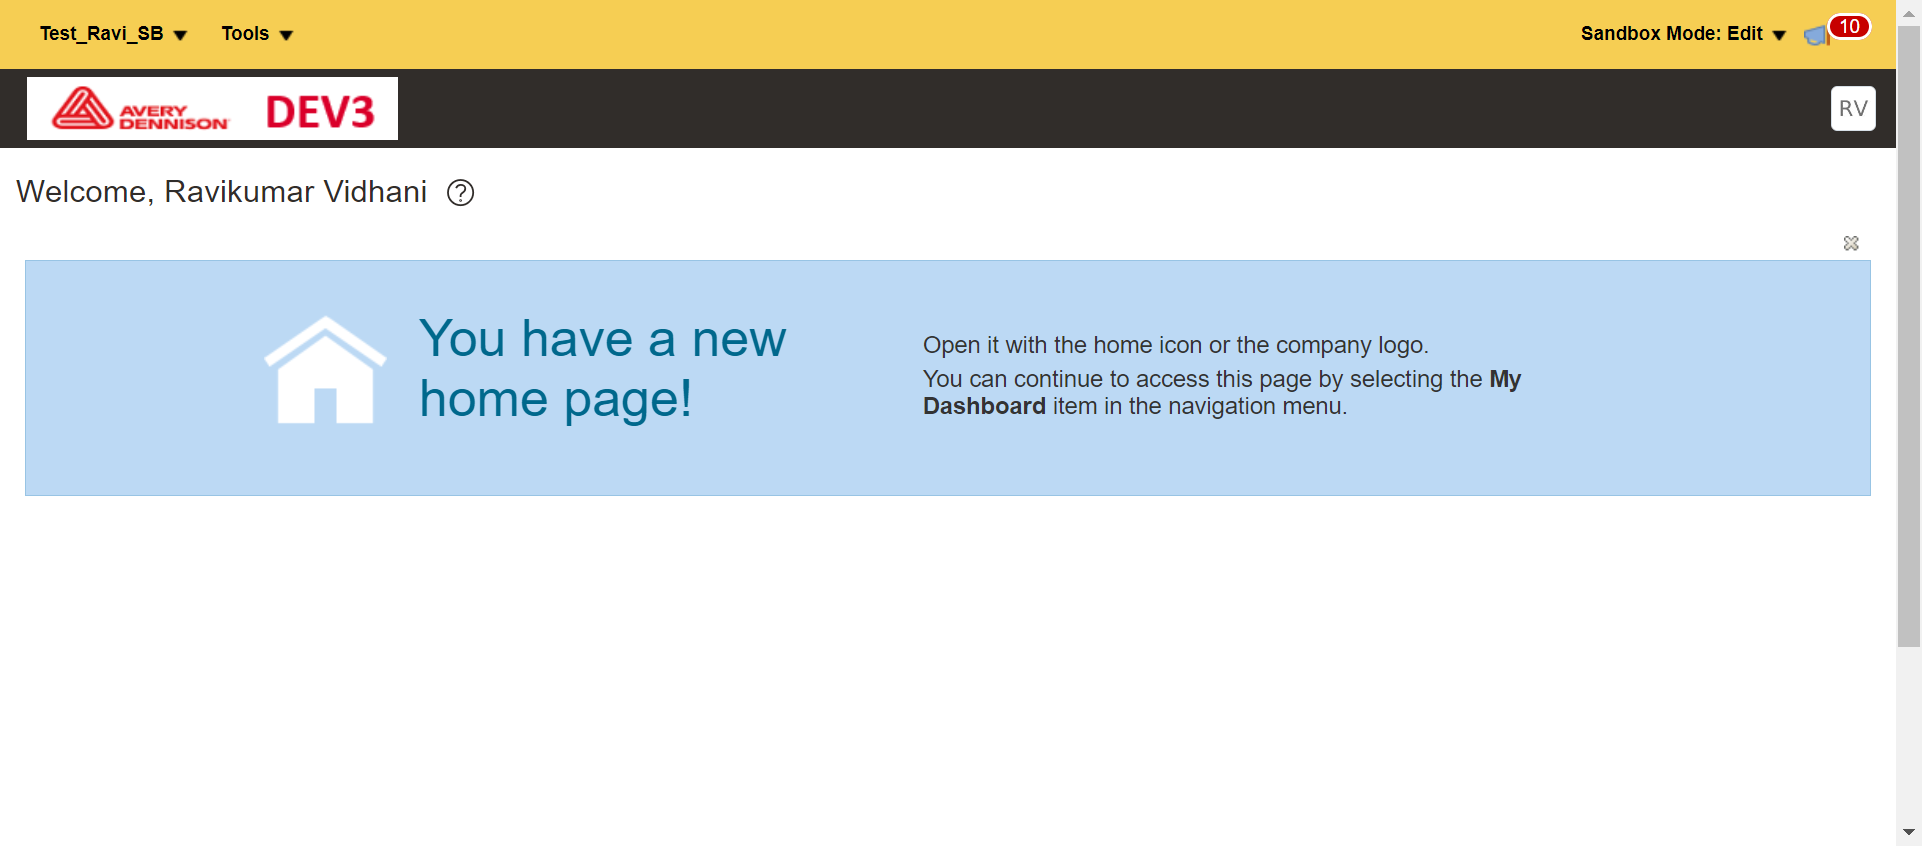 Test_Ravi_SB Tools Sandbox Mode: Edit 10
AVERY
DENNISON DEV3 RV
Welcome, Ravikumar Vidhani ?
You have a new
home page!
Open it with the home icon or the company logo.
You can continue to access this page by selecting the My
Dashboard item in the navigation menu.